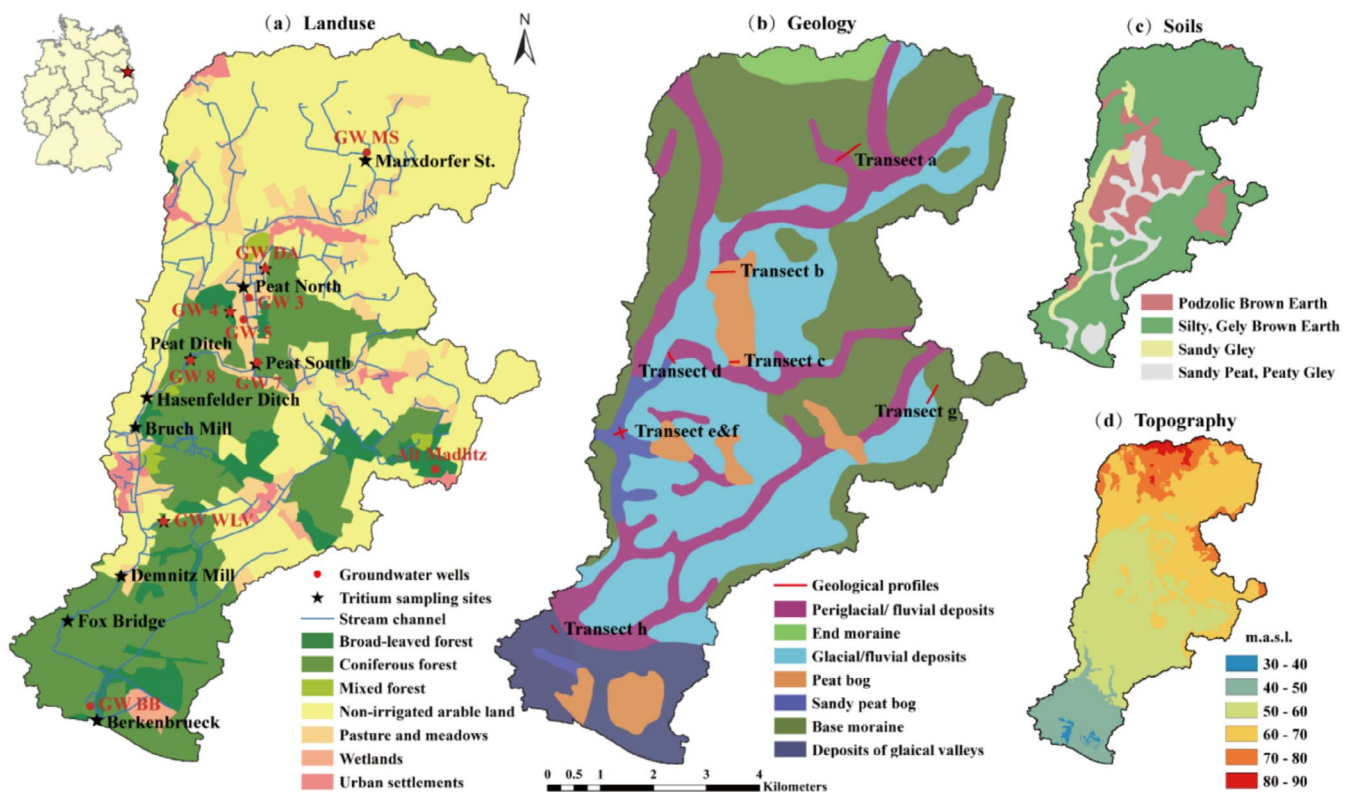 (a) Landuse
N
GW MS
Marxdorfer St.
GW DA
Peat North
GW 3
GW 4
GW 5
Peat Ditch
Peat South
GW 8
GW 7
Hasenfelder Ditch
Bruch Mill
Alt Madlitz
GW WLV
Demnitz Mill
Fox Bridge
GW BB
Berkenbrueck
Groundwater wells
Tritium sampling sites
Stream channel
Broad-leaved forest
Coniferous forest
Mixed forest
Non-irrigated arable land
Pasture and meadows
Wetlands
Urban settlements
(b) Geology
Transect a
Transect b
Transect c
Transect d
Transect g
Transect e&f
Transect h
Geological profiles
Periglacial/ fluvial deposits
End moraine
Glacial/fluvial deposits
Peat bog
Sandy peat bog
Base moraine
Deposits of glaical valleys
0 0.5 1 2 3 4
Kilometers
(c) Soils
Podzolic Brown Earth
Silty, Gely Brown Earth
Sandy Gley
Sandy Peat, Peaty Gley
(d) Topography
m.a.s.l.
30 - 40
40 - 50
50 - 60
60 - 70
70 - 80
80 - 90